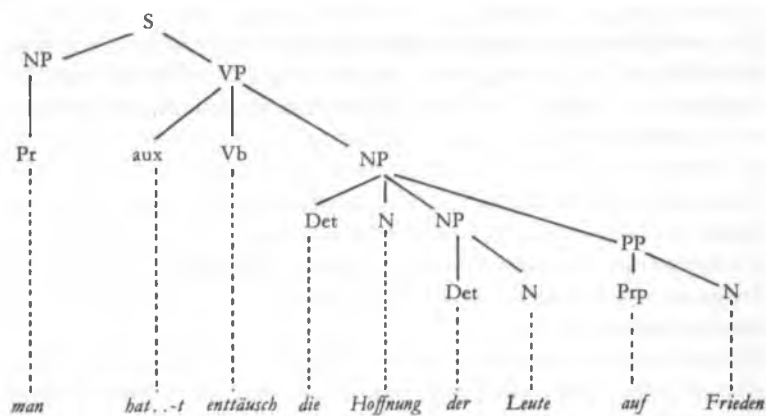 S
NP VP
Pr aux Vb NP
Det N NP PP
Det N Prp N
man hat..-t enttäusch die Hoffnung der Leute auf Frieden